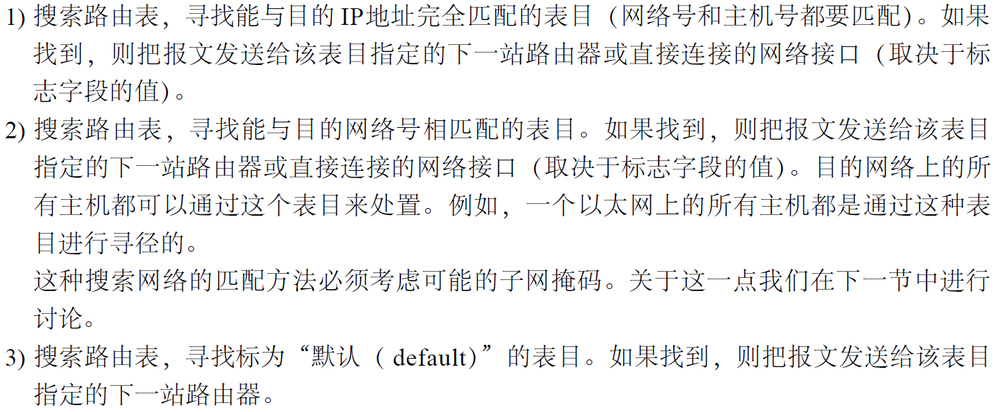 1) 搜索路由表，寻找能与目的 IP地址完全匹配的表目（网络号和主机号都要匹配）。如果
找到，则把报文发送给该表目指定的下一站路由器或直接连接的网络接口（取决于标
志字段的值）。
2) 搜索路由表，寻找能与目的网络号相匹配的表目。如果找到，则把报文发送给该表目
指定的下一站路由器或直接连接的网络接口（取决于标志字段的值）。目的网络上的所
有主机都可以通过这个表目来处置。例如，一个以太网上的所有主机都是通过这种表
目进行寻径的。
这种搜索网络的匹配方法必须考虑可能的子网掩码。关于这一点我们在下一节中进行
讨论。
3) 搜索路由表，寻找标为“默认（ default）”的表目。如果找到，则把报文发送给该表目
指定的下一站路由器。